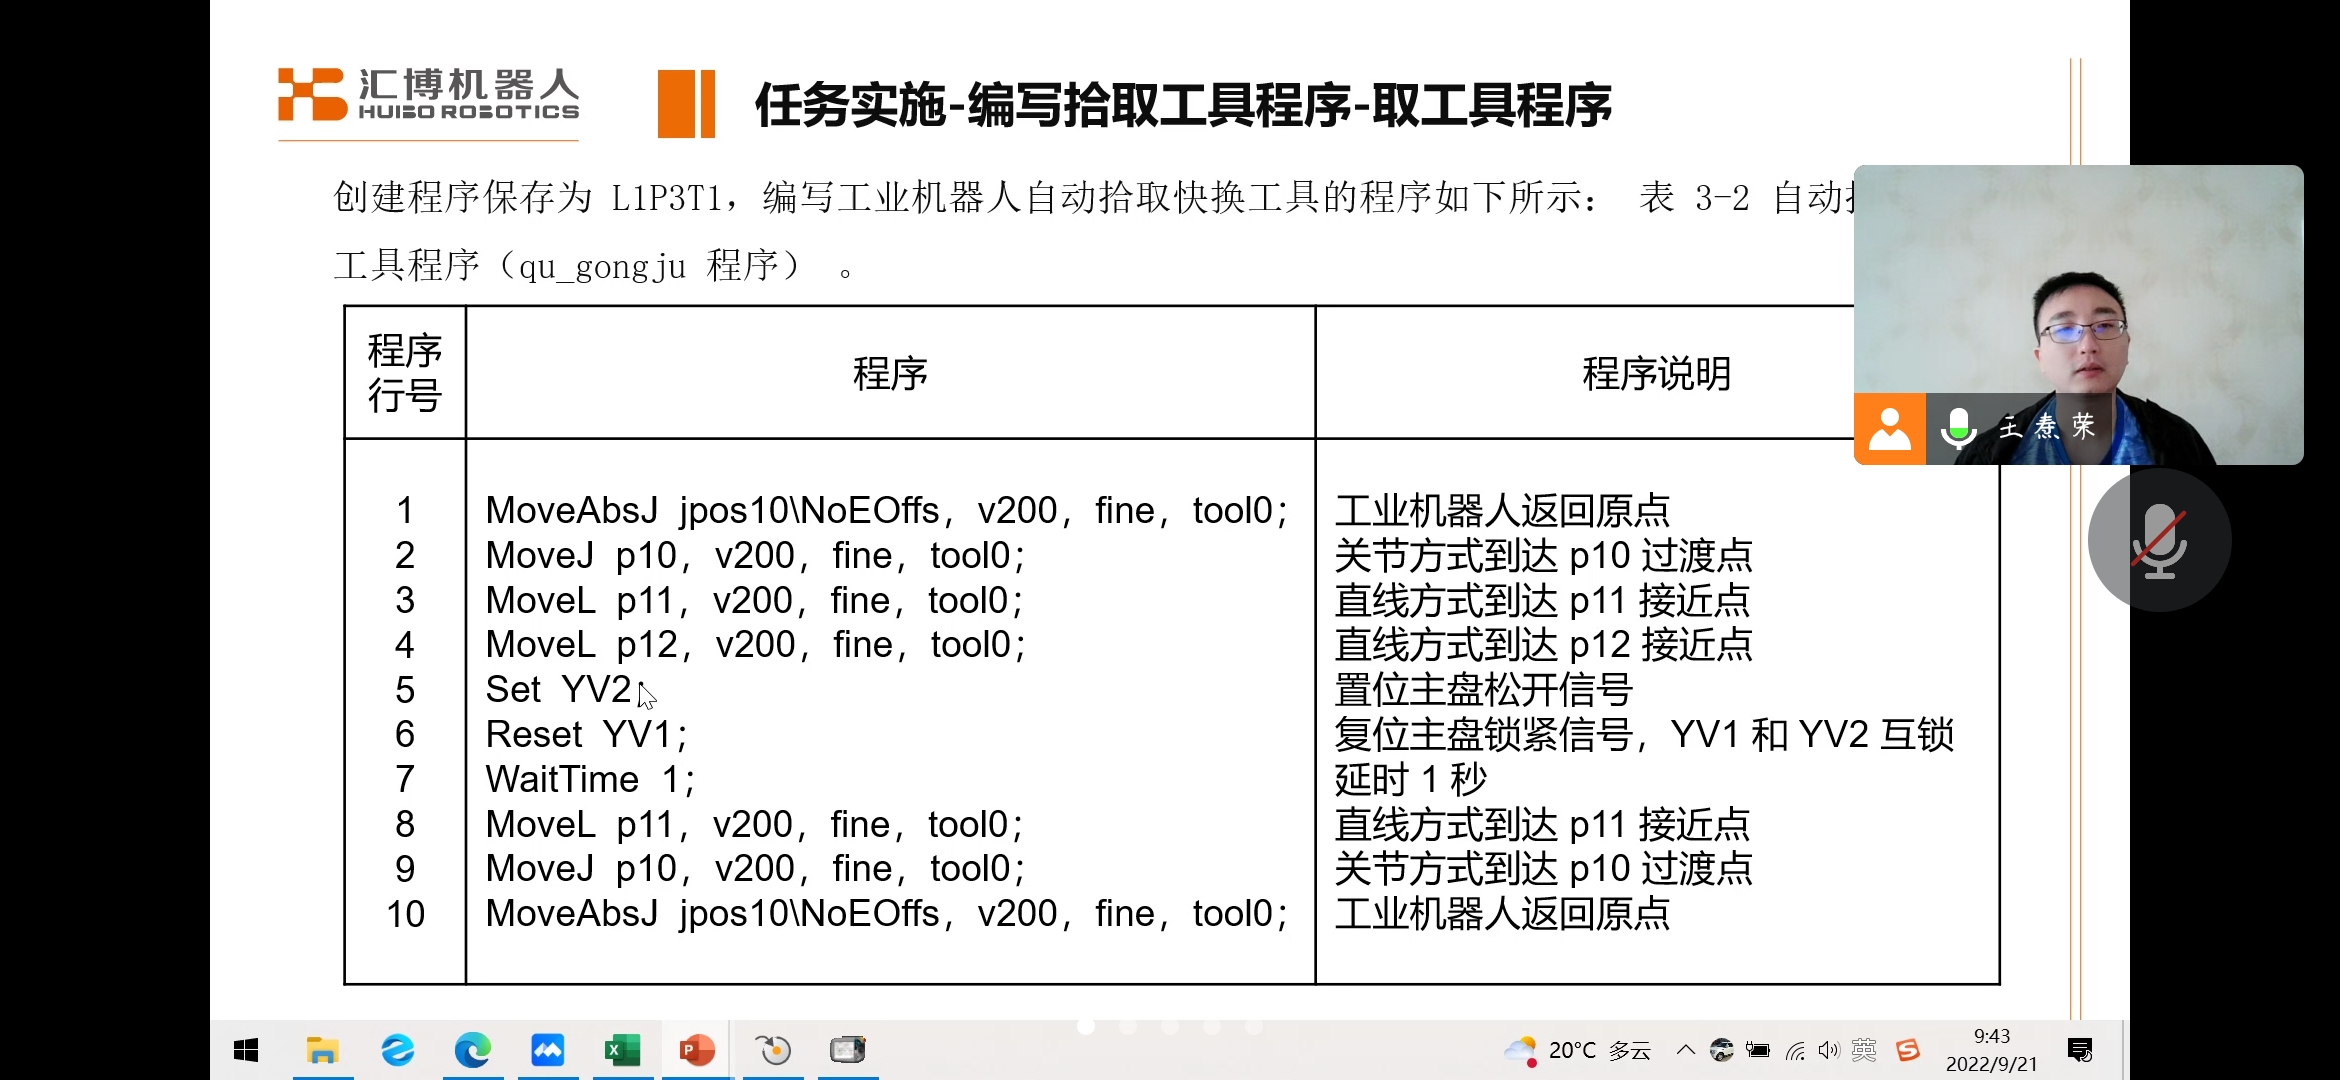 汇博机器人
HUIBO ROBOTICS
任务实施-编写拾取工具程序-取工具程序
创建程序保存为 L1P3T1，编写工业机器人自动拾取快换工具的程序如下所示： 表 3-2 自动
工具程序（qu_gongju 程序） 。
程序行号 程序 程序说明
1 MoveAbsJ jpos10\NoEOffs，v200，fine，tool0； 工业机器人返回原点
2 MoveJ p10，v200，fine，tool0； 关节方式到达 p10 过渡点
3 MoveL p11，v200，fine，tool0； 直线方式到达 p11 接近点
4 MoveL p12，v200，fine，tool0； 直线方式到达 p12 接近点
5 Set YV2； 置位主盘松开信号
6 Reset YV1； 复位主盘锁紧信号，YV1 和 YV2 互锁
7 WaitTime 1； 延时 1 秒
8 MoveL p11，v200，fine，tool0； 直线方式到达 p11 接近点
9 MoveJ p10，v200，fine，tool0； 关节方式到达 p10 过渡点
10 MoveAbsJ jpos10\NoEOffs，v200，fine，tool0； 工业机器人返回原点
王焘荣
20°C 多云
英
9:43
2022/9/21